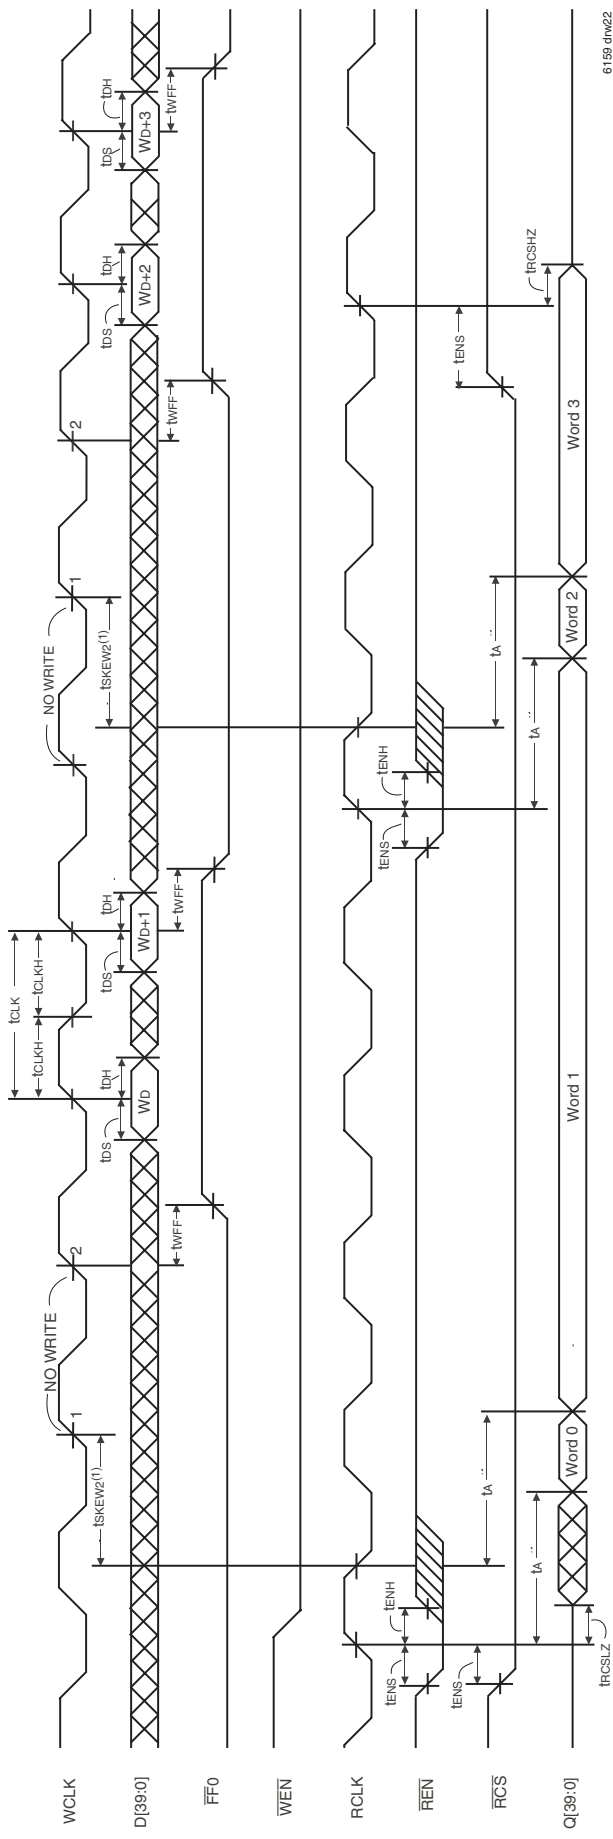 tCLK
tCLKH tCLKH
NO WRITE NO WRITE
WCLK 1 2 1 2
tSKEW2(1) tDS tDH tDS tDH tSKEW2(1) tDS tDH tDS tDH
D[39:0] WD WD+1 WD+2 WD+3
tWFF tWFF tWFF tWFF
FF0
WEN
RCLK
tENS tENH tENS tENH
REN
tENS tENS
RCS
tA tA
tA tA tRCSHZ
Q[39:0] Word 0 Word 1 Word 2 Word 3
tRCSLZ
6159 drw22